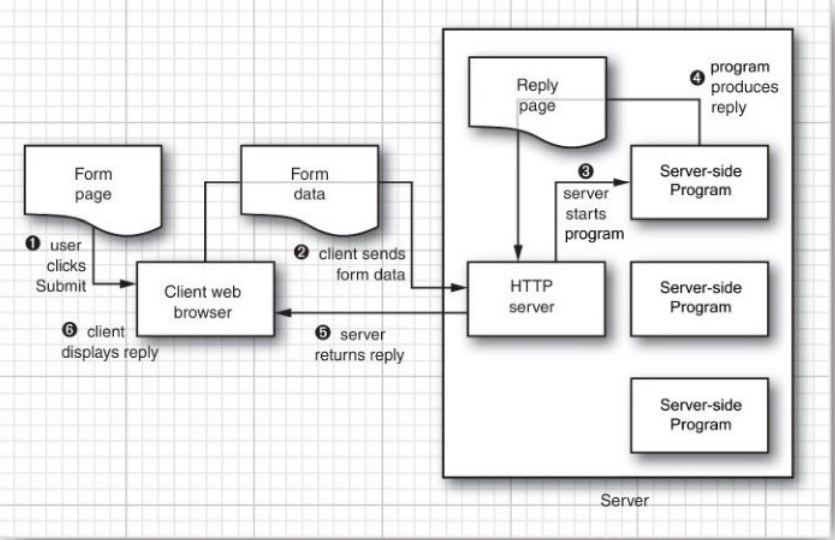 Form
page
Form
data
Reply
page
❹ program
produces
reply
Server-side
Program
❸
server
starts
program
❶ user
clicks
Submit
❷ client sends
form data
Client web
browser
HTTP
server
Server-side
Program
❻ client
displays reply
❺ server
returns reply
Server-side
Program
Server